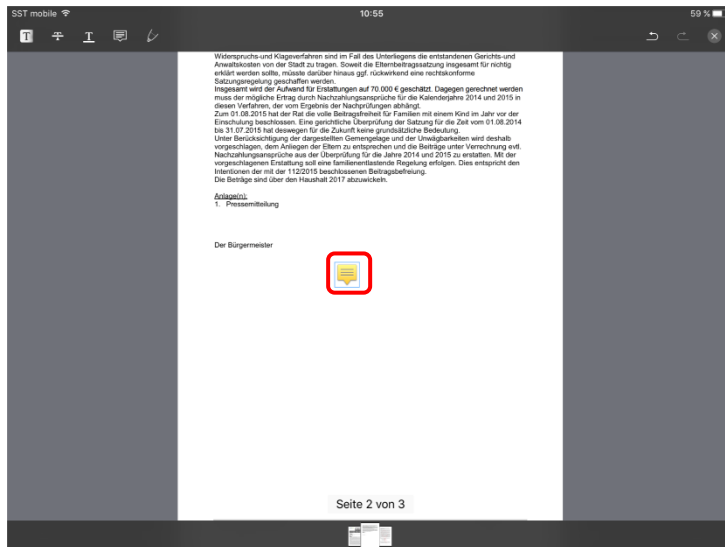 SST mobile 10:55 59 %
T T T
Widerspruchs-und Klageverfahren sind im Fall des Unterliegens die entstandenen Gerichts-und
Anwaltskosten von der Stadt zu tragen. Soweit die Elternbeitragssatzung insgesamt für nichtig
erklärt werden sollte, müsste darüber hinaus ggf. rückwirkend eine rechtskonforme
Satzungsregelung geschaffen werden.
Insgesamt wird der Aufwand für Erstattungen auf 70.000 € geschätzt. Dagegen gerechnet werden
muss der mögliche Ertrag durch Nachzahlungsansprüche für die Kalenderjahre 2014 und 2015 in
diesen Verfahren, der vom Ergebnis der Nachprüfungen abhängt.
Zum 01.08.2015 hat der Rat die volle Beitragsfreiheit für Familien mit einem Kind im Jahr vor der
Einschulung beschlossen. Eine gerichtliche Überprüfung der Satzung für die Zeit vom 01.08.2014
bis 31.07.2015 hat deswegen für die Zukunft keine grundsätzliche Bedeutung.
Unter Berücksichtigung der dargestellten Gemengelage und der Unwägbarkeiten wird deshalb
vorgeschlagen, dem Anliegen der Eltern zu entsprechen und die Beiträge unter Verrechnung evtl.
Nachzahlungsansprüche aus der Überprüfung für die Jahre 2014 und 2015 zu erstatten. Mit der
vorgeschlagenen Erstattung soll eine familienentlastende Regelung erfolgen. Dies entspricht den
Intentionen der mit der 112/2015 beschlossenen Beitragsbefreiung.
Die Beträge sind über den Haushalt 2017 abzuwickeln.
Anlage(n):
1. Pressemitteilung
Der Bürgermeister
Seite 2 von 3